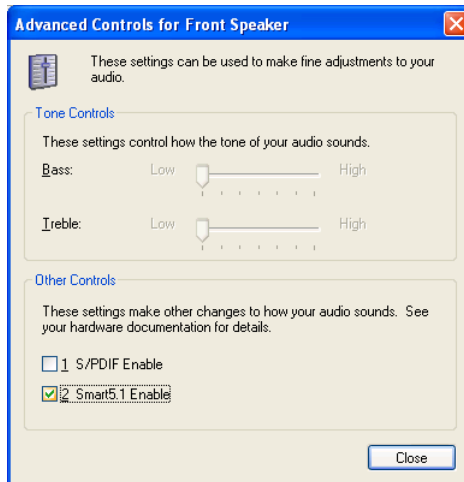 Advanced Controls for Front Speaker
These settings can be used to make fine adjustments to your
audio.
Tone Controls
These settings control how the tone of your audio sounds.
Bass: Low High
Treble: Low High
Other Controls
These settings make other changes to how your audio sounds. See
your hardware documentation for details.
1 S/PDIF Enable
2 Smart5.1 Enable
Close